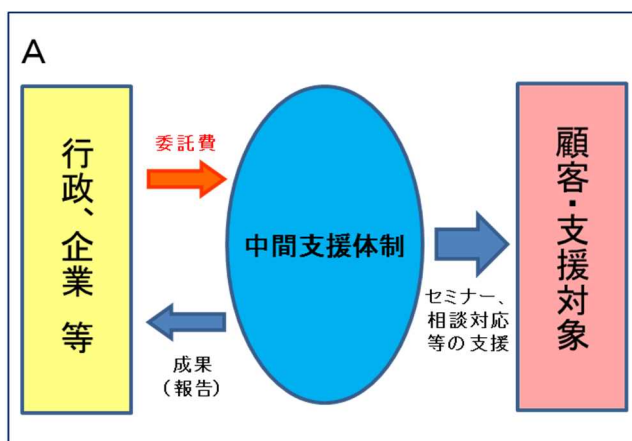 A
行政、企業 等
委託費
中間支援体制
成果
（報告）
セミナー、
相談対応
等の支援
顧客・支援対象